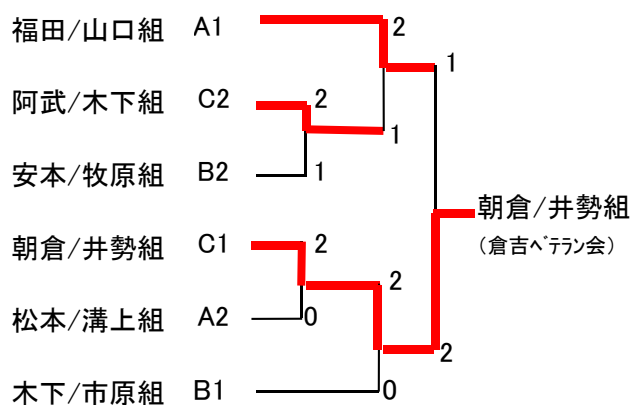 福田/山口組 A1 2
1
阿武/木下組 C2 2
1
安本/牧原組 B2 1
朝倉/井勢組
(倉吉ベテラン会)
朝倉/井勢組 C1 2
2
松本/溝上組 A2 0
2
木下/市原組 B1 0